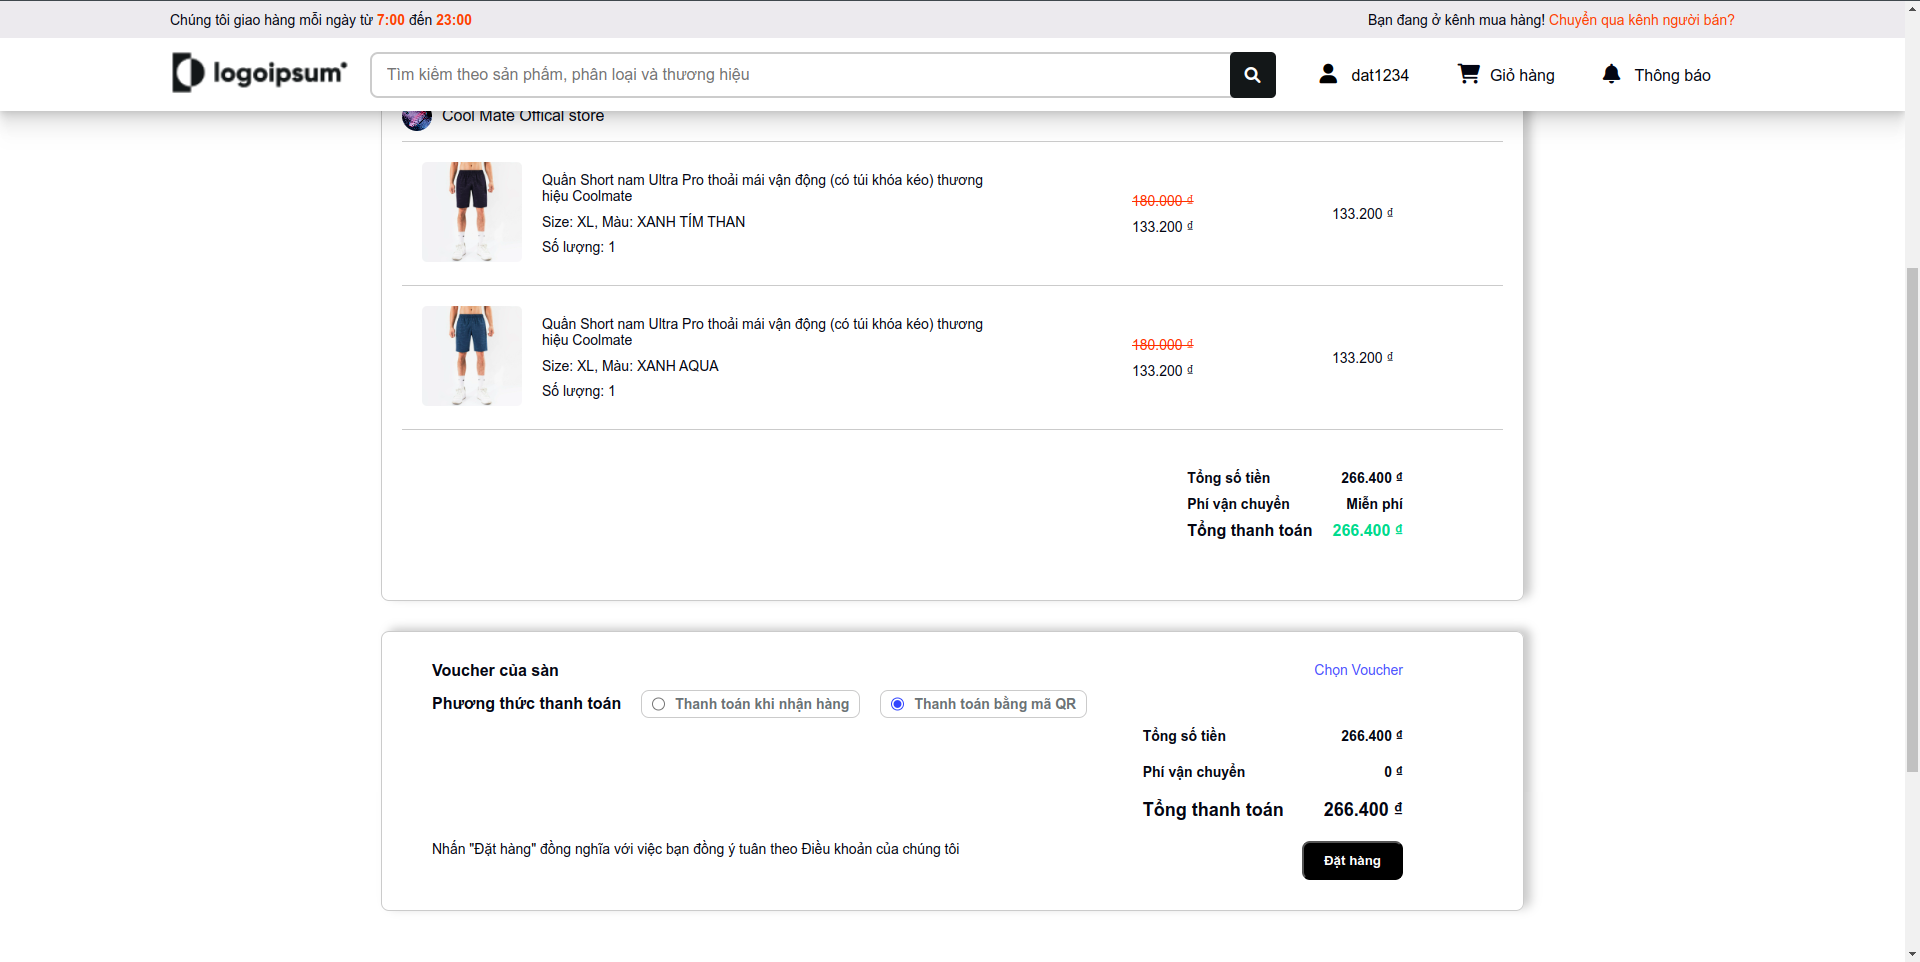 Chúng tôi giao hàng mỗi ngày từ 7:00 đến 23:00
Bạn đang ở kênh mua hàng! Chuyển qua kênh người bán?
logoipsum
Tìm kiếm theo sản phẩm, phân loại và thương hiệu
dat1234
Giỏ hàng
Thông báo
Cool Mate Offical store
Quần Short nam Ultra Pro thoải mái vận động (có túi khóa kéo) thương
hiệu Coolmate
Size: XL, Màu: XANH TÍM THAN
Số lượng: 1
180.000 ₫
133.200 ₫
133.200 ₫
Quần Short nam Ultra Pro thoải mái vận động (có túi khóa kéo) thương
hiệu Coolmate
Size: XL, Màu: XANH AQUA
Số lượng: 1
180.000 ₫
133.200 ₫
133.200 ₫
Tổng số tiền 266.400 ₫
Phí vận chuyển Miễn phí
Tổng thanh toán 266.400 ₫
Voucher của sàn
Chọn Voucher
Phương thức thanh toán
Thanh toán khi nhận hàng
Thanh toán bằng mã QR
Tổng số tiền 266.400 ₫
Phí vận chuyển 0 ₫
Tổng thanh toán 266.400 ₫
Nhấn "Đặt hàng" đồng nghĩa với việc bạn đồng ý tuân theo Điều khoản của chúng tôi
Đặt hàng